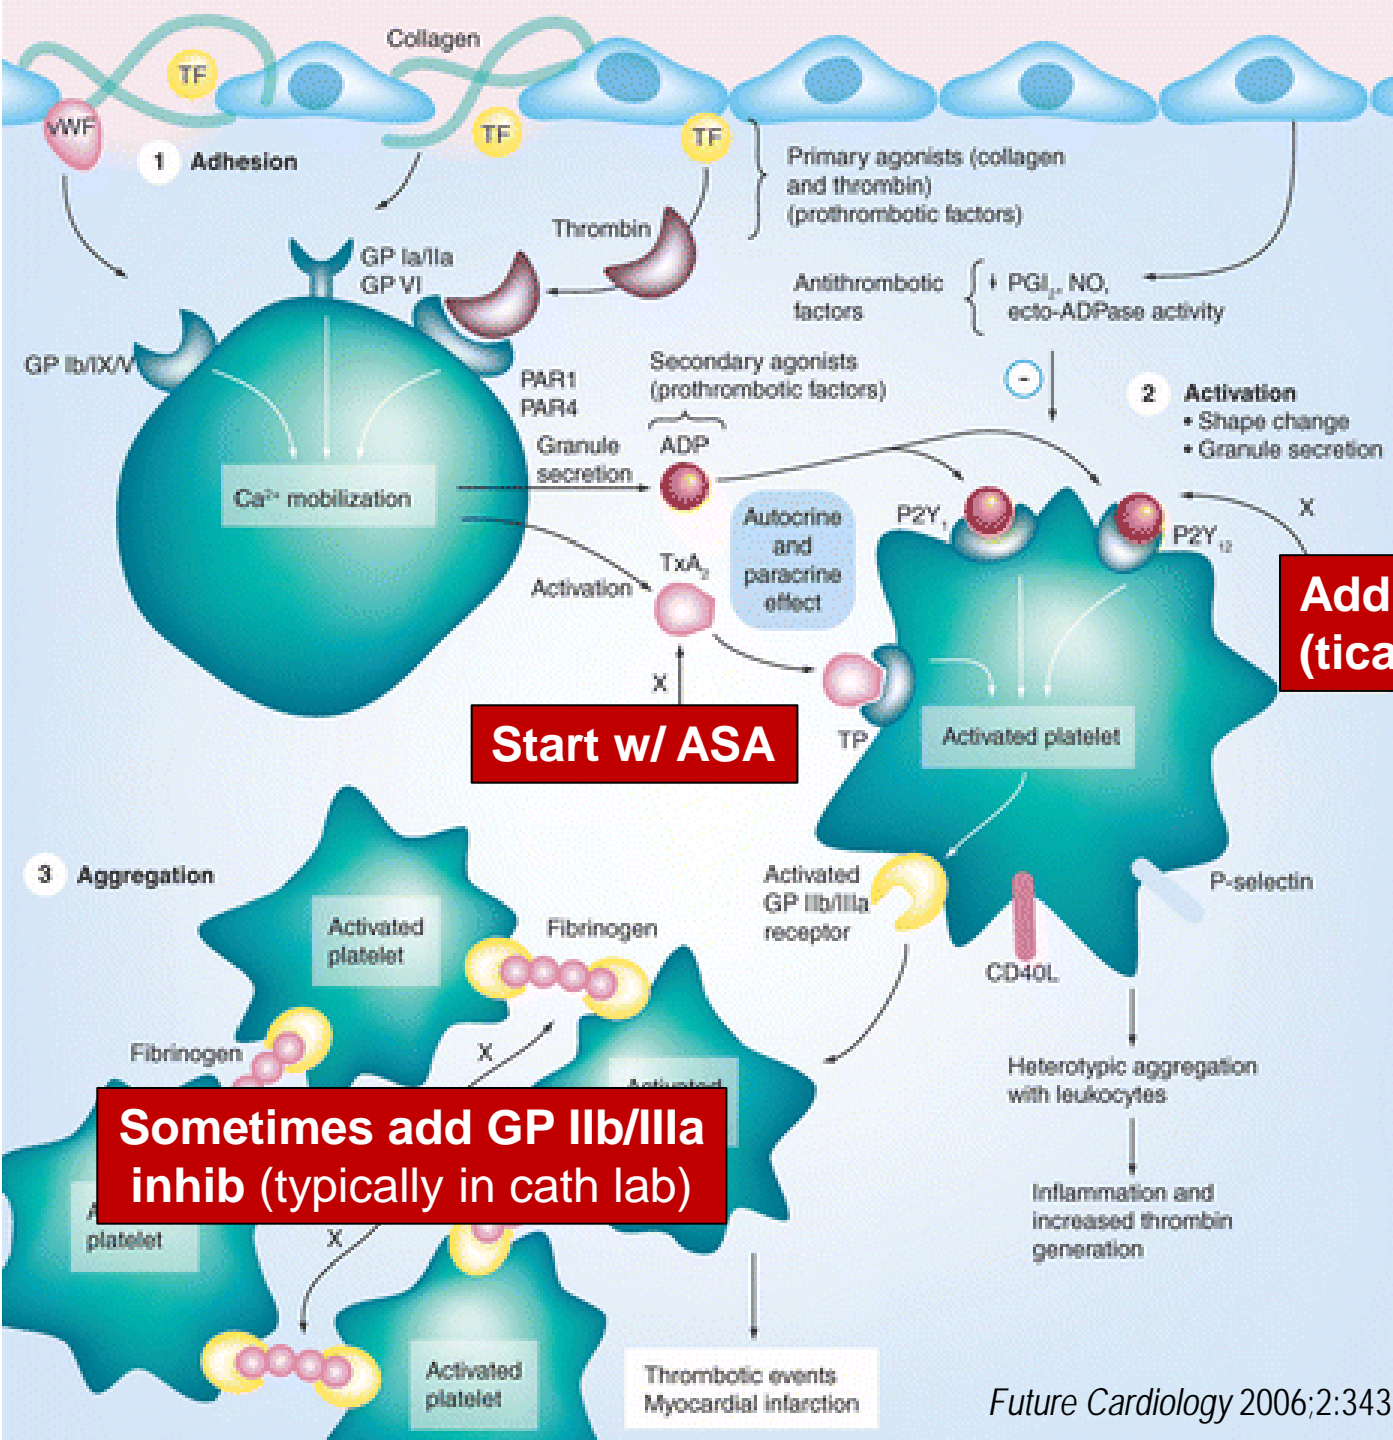 Collagen
TF
TF
TF
vWF
1 Adhesion
Primary agonists (collagen
and thrombin)
(prothrombotic factors)
Thrombin
GP Ia/IIa
GP VI
Antithrombotic
factors
PGI₂, NO,
ecto-ADPase activity
GP Ib/IX/V
PAR1
PAR4
Secondary agonists
(prothrombotic factors)
-
2 Activation
• Shape change
• Granule secretion
Granule
secretion
ADP
Ca²⁺ mobilization
Autocrine
and
paracrine
effect
P2Y₁
P2Y₁₂
X
Activation
TxA₂
Add
(tica
X
Start w/ ASA
TP
Activated platelet
3 Aggregation
Activated
GP IIb/IIIa
receptor
P-selectin
Activated
platelet
Fibrinogen
CD40L
Fibrinogen
X
Heterotypic aggregation
with leukocytes
Activated
Sometimes add GP IIb/IIIa
inhib (typically in cath lab)
A
platelet
X
Inflammation and
increased thrombin
generation
Activated
platelet
Thrombotic events
Myocardial infarction
Future Cardiology 2006;2:343